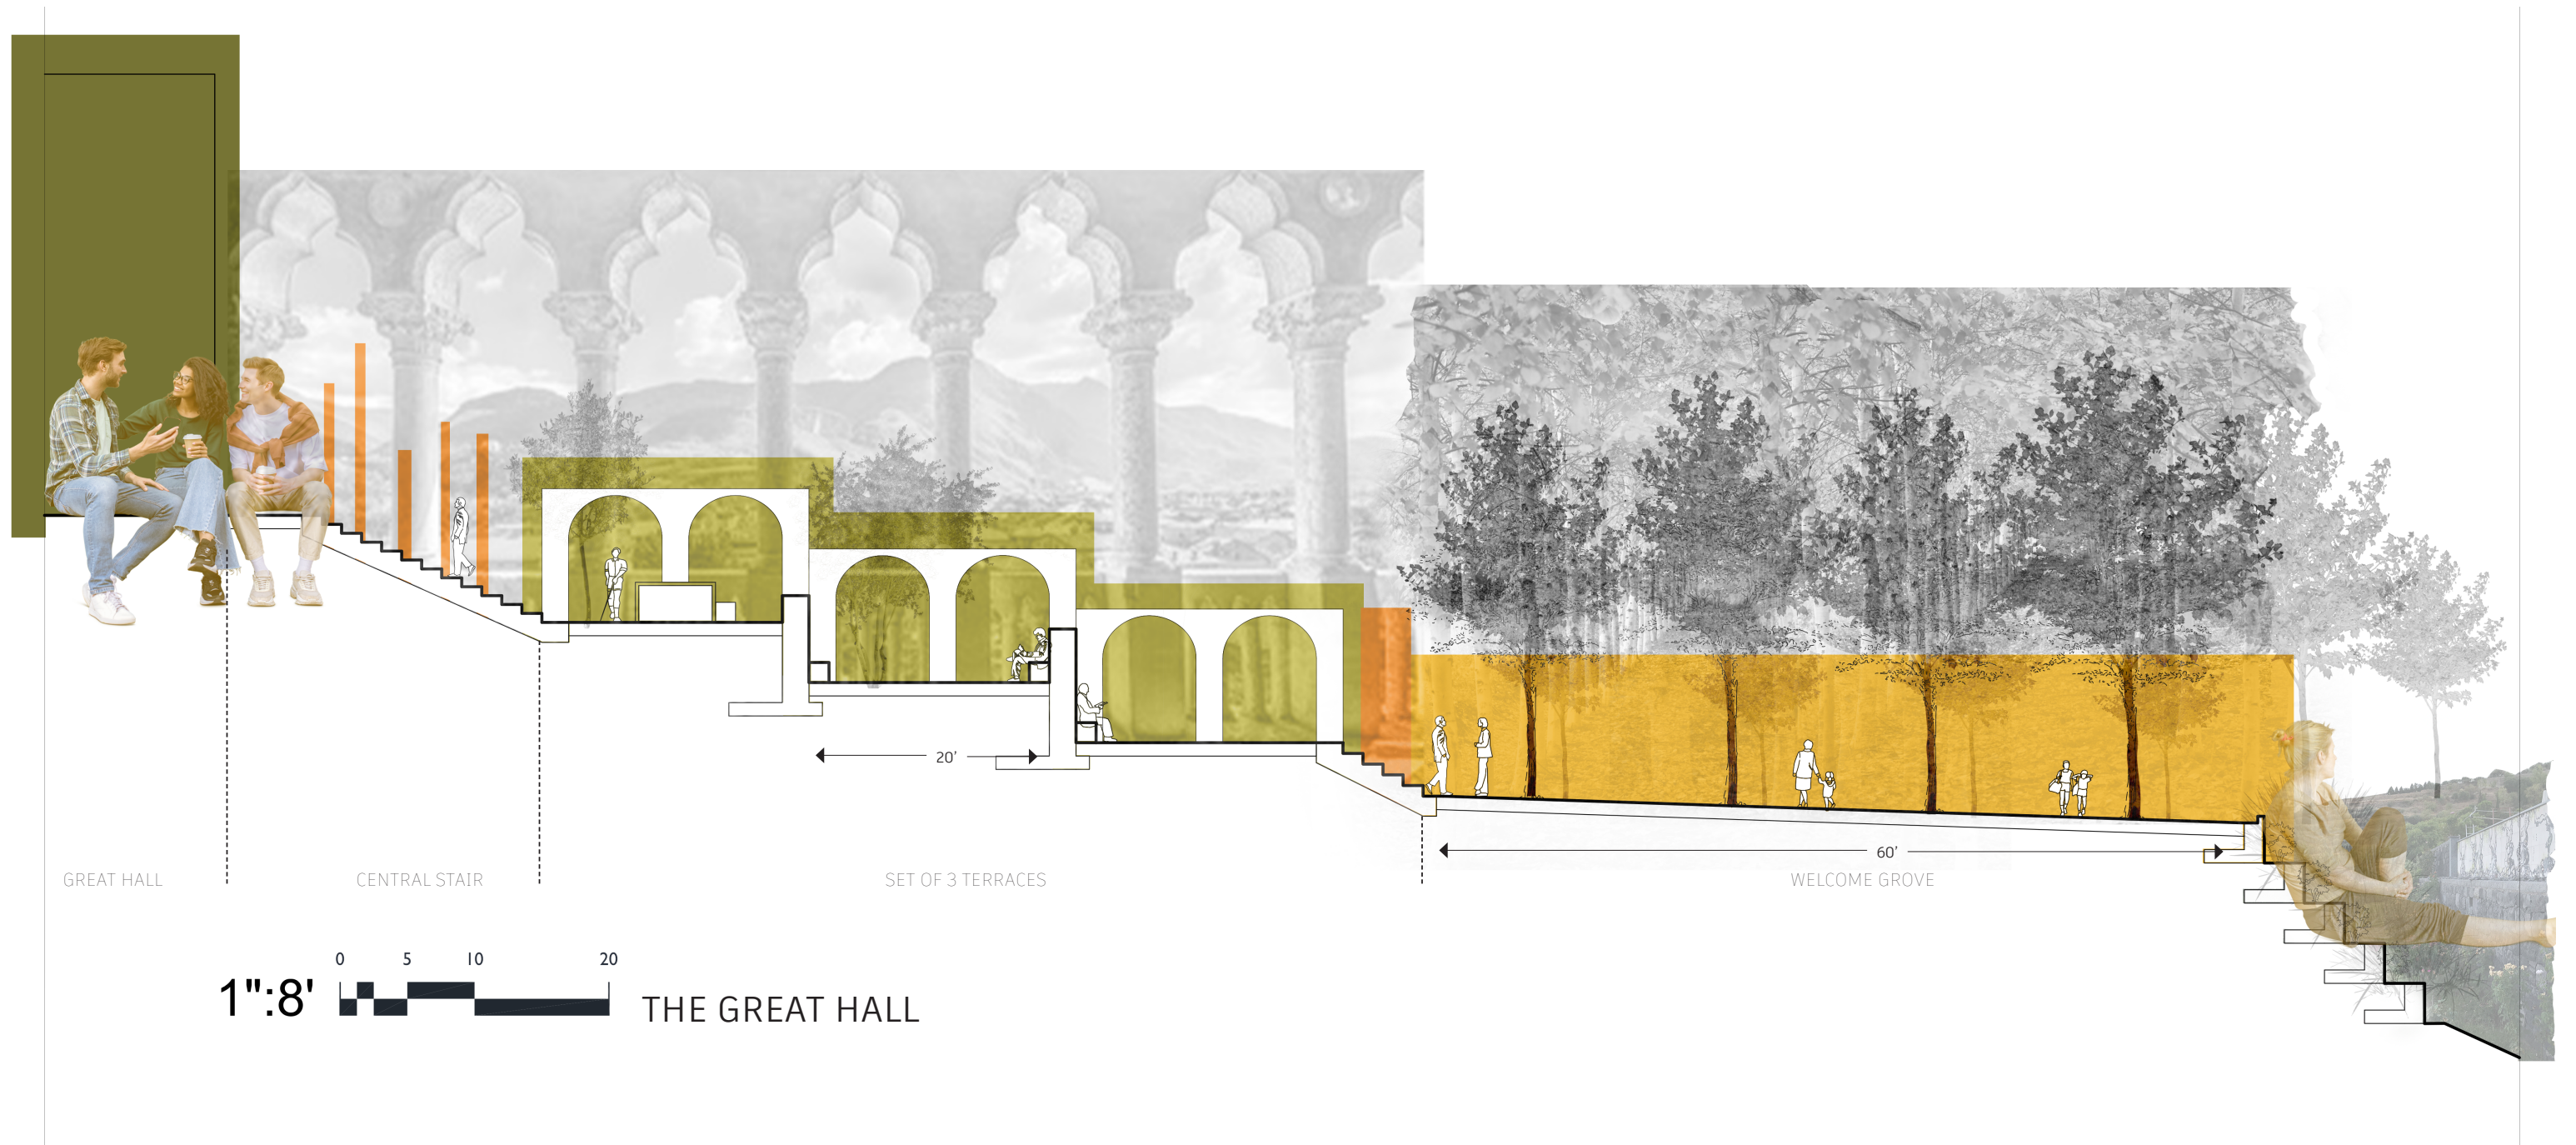 20'
60'
GREAT HALL
CENTRAL STAIR
SET OF 3 TERRACES
WELCOME GROVE
0 5 10 20
1":8'
THE GREAT HALL